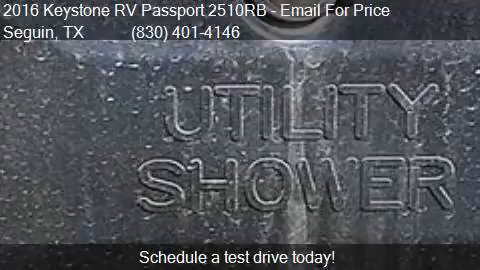 2016 Keystone RV Passport 2510RB - Email For Price
Seguin, TX (830) 401-4146
UTILITY
SHOWER
Schedule a test drive today!